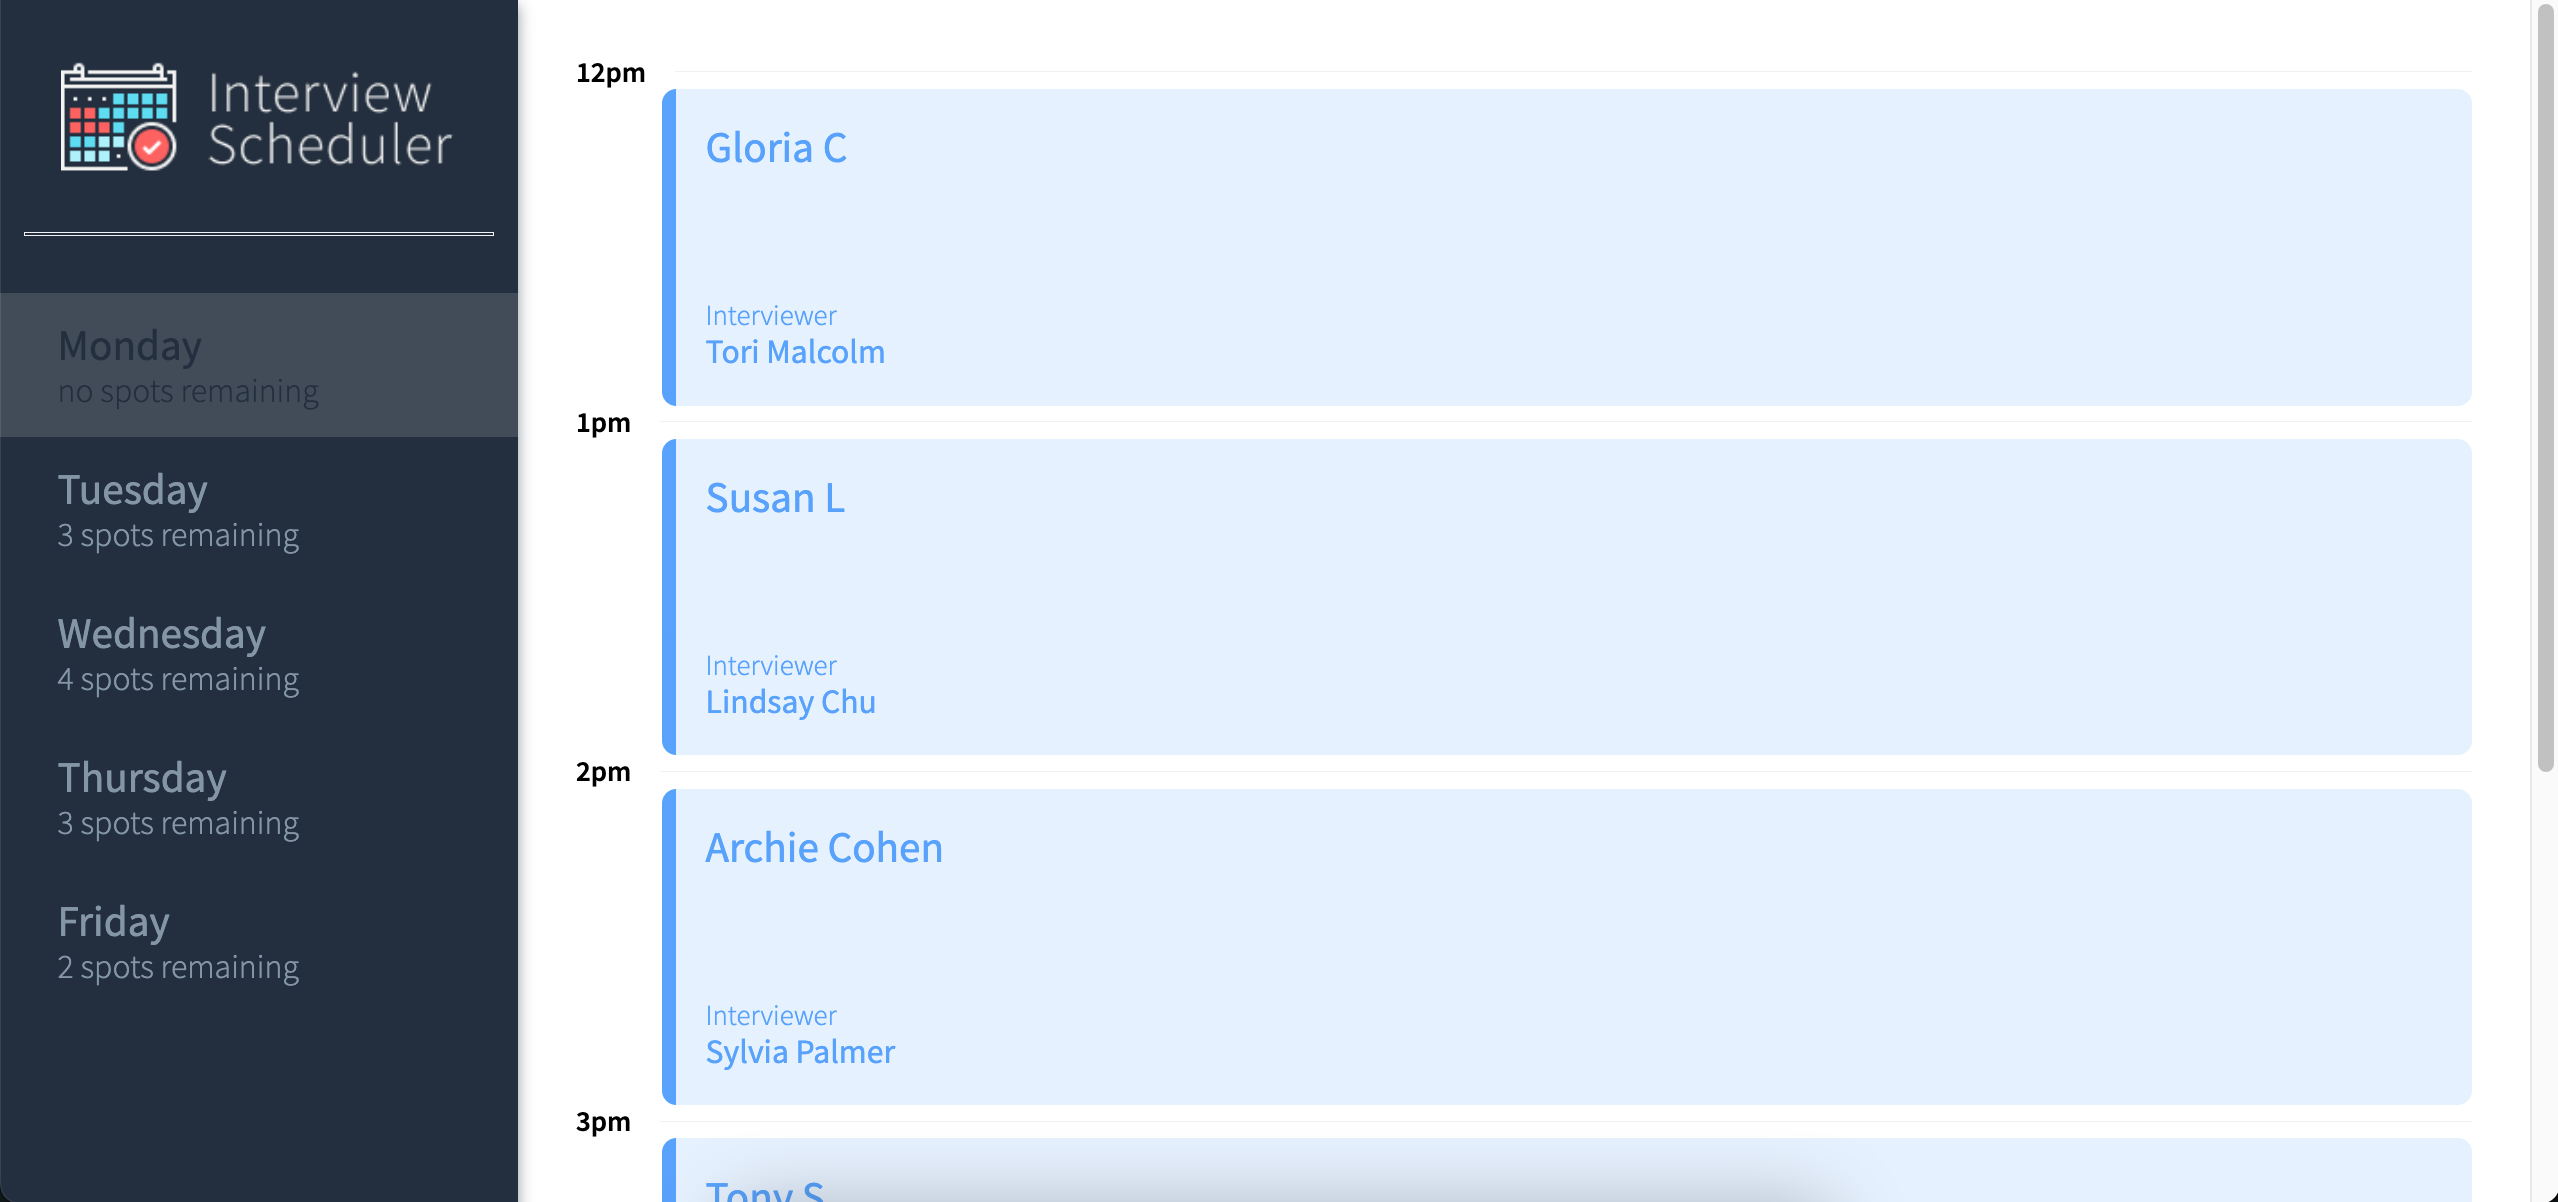 Interview
Scheduler
Monday
no spots remaining
Tuesday
3 spots remaining
Wednesday
4 spots remaining
Thursday
3 spots remaining
Friday
2 spots remaining
12pm
Gloria C
Interviewer
Tori Malcolm
1pm
Susan L
Interviewer
Lindsay Chu
2pm
Archie Cohen
Interviewer
Sylvia Palmer
3pm
Tony S